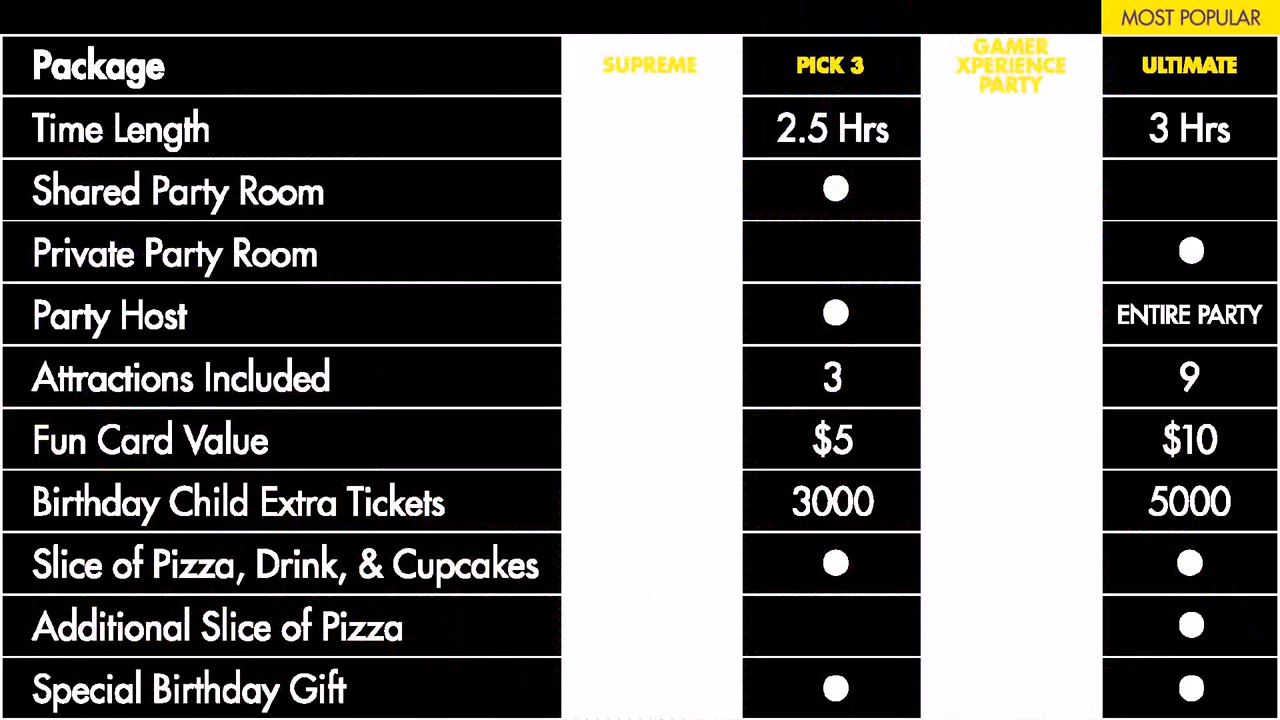 MOST POPULAR
Package SUPREME PICK 3 GAMER XPERIENCE PARTY ULTIMATE
Time Length 2.5 Hrs 3 Hrs
Shared Party Room ●
Private Party Room ●
Party Host ● ENTIRE PARTY
Attractions Included 3 9
Fun Card Value $5 $10
Birthday Child Extra Tickets 3000 5000
Slice of Pizza, Drink, & Cupcakes ● ●
Additional Slice of Pizza ●
Special Birthday Gift ● ●